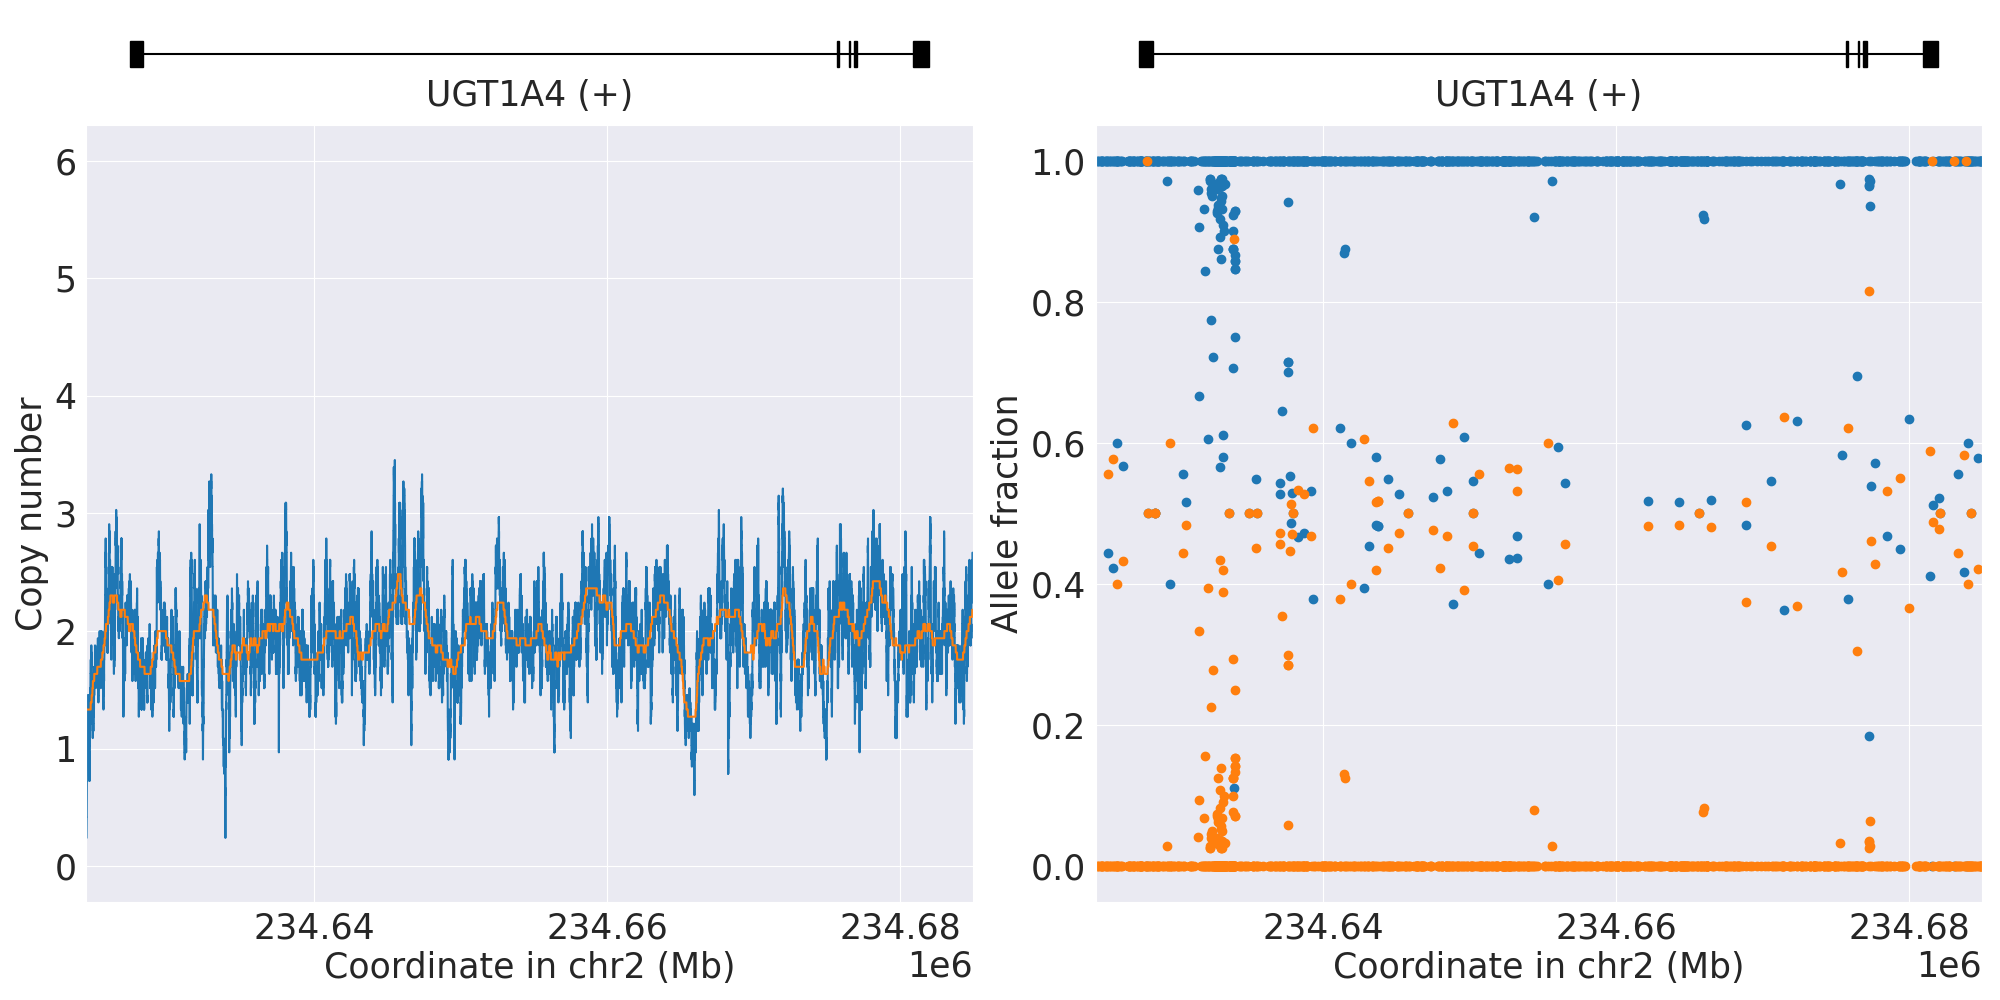 UGT1A4 (+)
6
5
4
3
2
1
0
Copy number
234.64 234.66 234.68
1e6
Coordinate in chr2 (Mb)
UGT1A4 (+)
1.0
0.8
0.6
0.4
0.2
0.0
Allele fraction
234.64 234.66 234.68
1e6
Coordinate in chr2 (Mb)